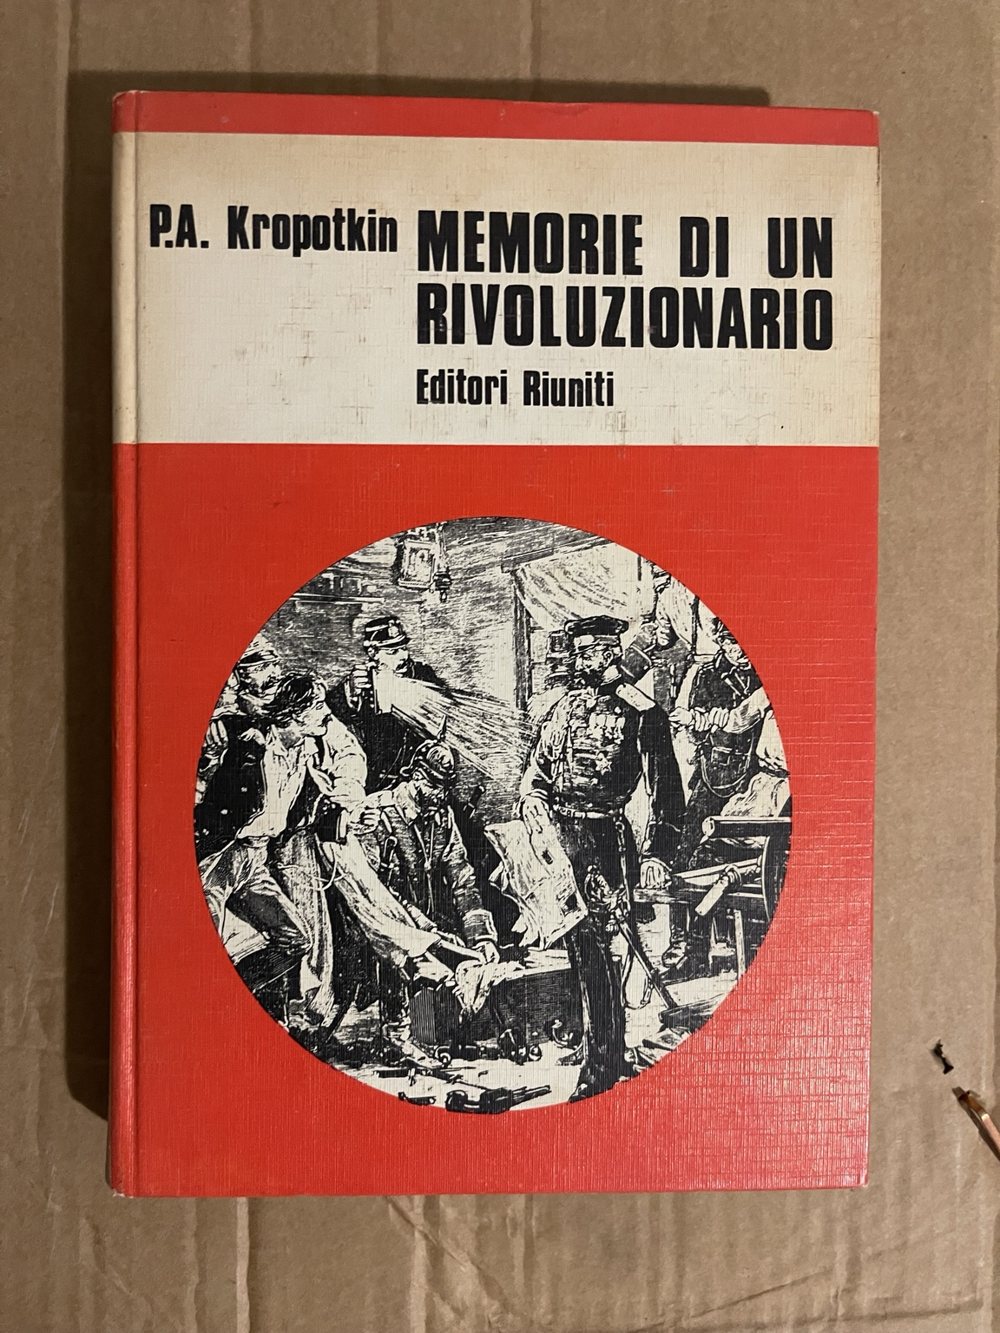 P.A. Kropotkin
MEMORIE DI UN
RIVOLUZIONARIO
Editori Riuniti